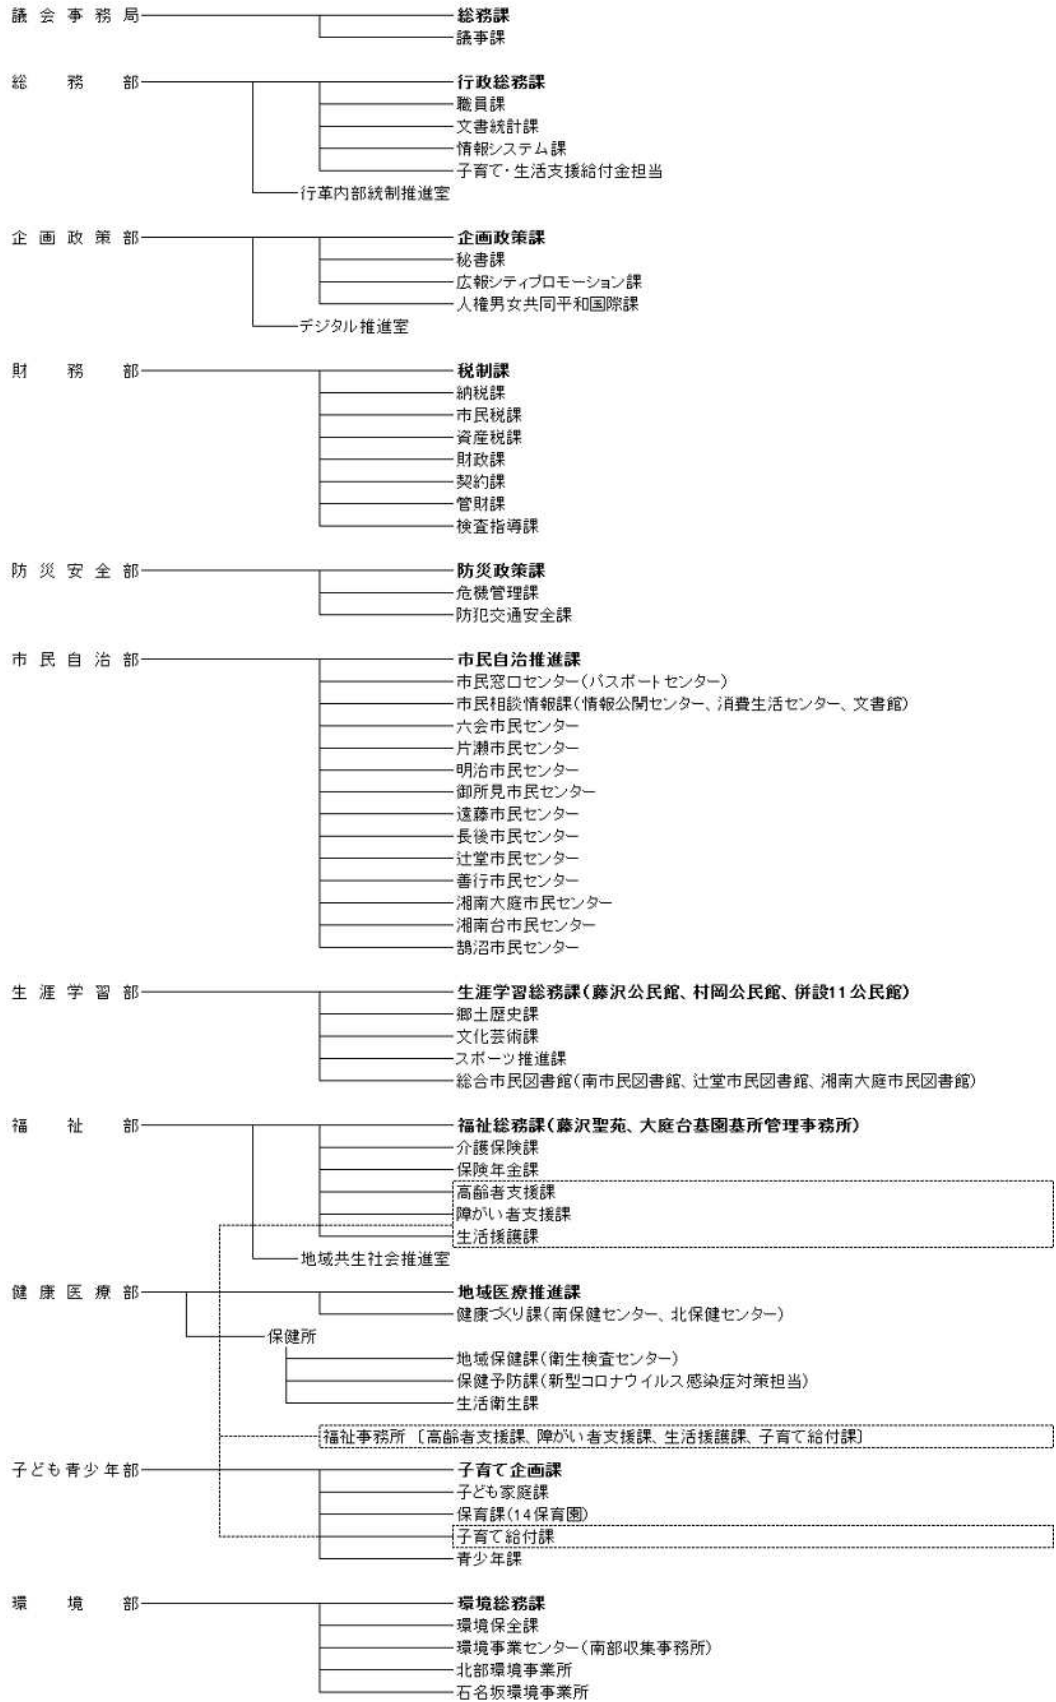 議会事務局 総務課
議事課
総務部 行政総務課
職員課
文書統計課
情報システム課
子育て・生活支援給付金担当
行革内部統制推進室
企画政策部 企画政策課
秘書課
広報シティプロモーション課
人権男女共同平和国際課
デジタル推進室
財務部 税制課
納税課
市民税課
資産税課
財政課
契約課
管財課
検査指導課
防災安全部 防災政策課
危機管理課
防犯交通安全課
市民自治部 市民自治推進課
市民窓口センター(パスポートセンター)
市民相談情報課(情報公開センター、消費生活センター、文書館)
六会市民センター
片瀬市民センター
明治市民センター
御所見市民センター
遠藤市民センター
長後市民センター
辻堂市民センター
善行市民センター
湘南大庭市民センター
湘南台市民センター
鵠沼市民センター
生涯学習部 生涯学習総務課(藤沢公民館、村岡公民館、併設11公民館)
郷土歴史課
文化芸術課
スポーツ推進課
総合市民図書館(南市民図書館、辻堂市民図書館、湘南大庭市民図書館)
福祉部 福祉総務課(藤沢聖苑、大庭台墓園墓所管理事務所)
介護保険課
保険年金課
高齢者支援課
障がい者支援課
生活援護課
地域共生社会推進室
健康医療部 地域医療推進課
健康づくり課(南保健センター、北保健センター)
保健所
地域保健課(衛生検査センター)
保健予防課(新型コロナウイルス感染症対策担当)
生活衛生課
福祉事務所 〔高齢者支援課、障がい者支援課、生活援護課、子育て給付課〕
子ども青少年部 子育て企画課
子ども家庭課
保育課(14保育園)
子育て給付課
青少年課
環境部 環境総務課
環境保全課
環境事業センター(南部収集事務所)
北部環境事業所
石名坂環境事業所